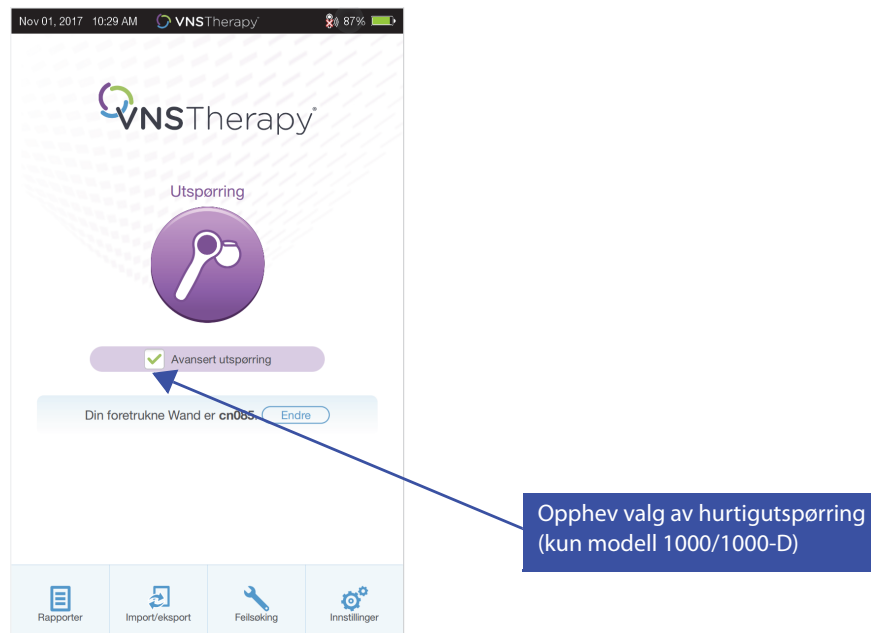 Nov 01, 2017 10:29 AM VNSTherapy 87%
VNSTherapy®
Utspørring
Avansert utspørring
Din foretrukne Wand er cn085. Endre
Opphev valg av hurtigutspørring
(kun modell 1000/1000-D)
Rapporter Import/eksport Feilsøking Innstillinger